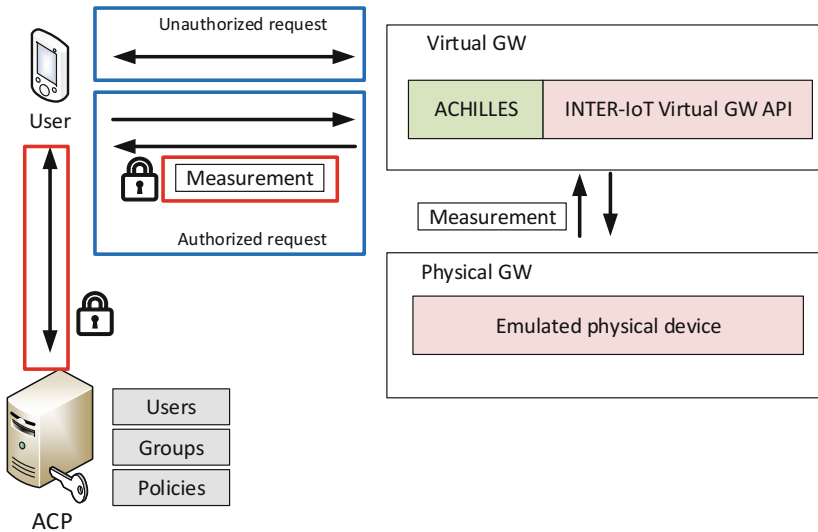 Unauthorized request
User
Measurement
Authorized request
Virtual GW
ACHILLES
INTER-IoT Virtual GW API
Measurement
Physical GW
Emulated physical device
Users
Groups
Policies
ACP